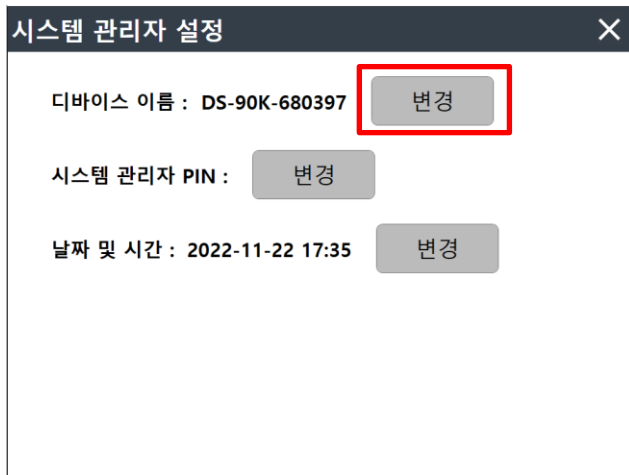 시스템 관리자 설정
디바이스 이름 : DS-90K-680397 변경
시스템 관리자 PIN : 변경
날짜 및 시간 : 2022-11-22 17:35 변경